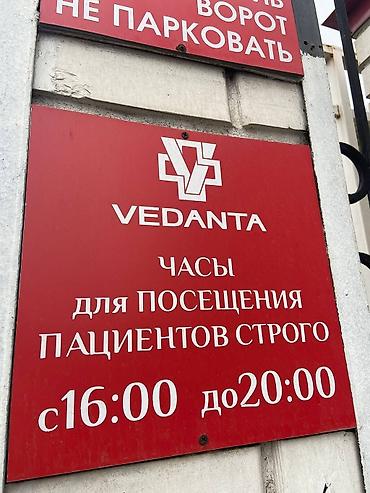 ВОРОТ
НЕ ПАРКОВАТЬ
VEDANTA
ЧАСЫ
для ПОСЕЩЕНИЯ
ПАЦИЕНТОВ СТРОГО
с16:00 до20:00